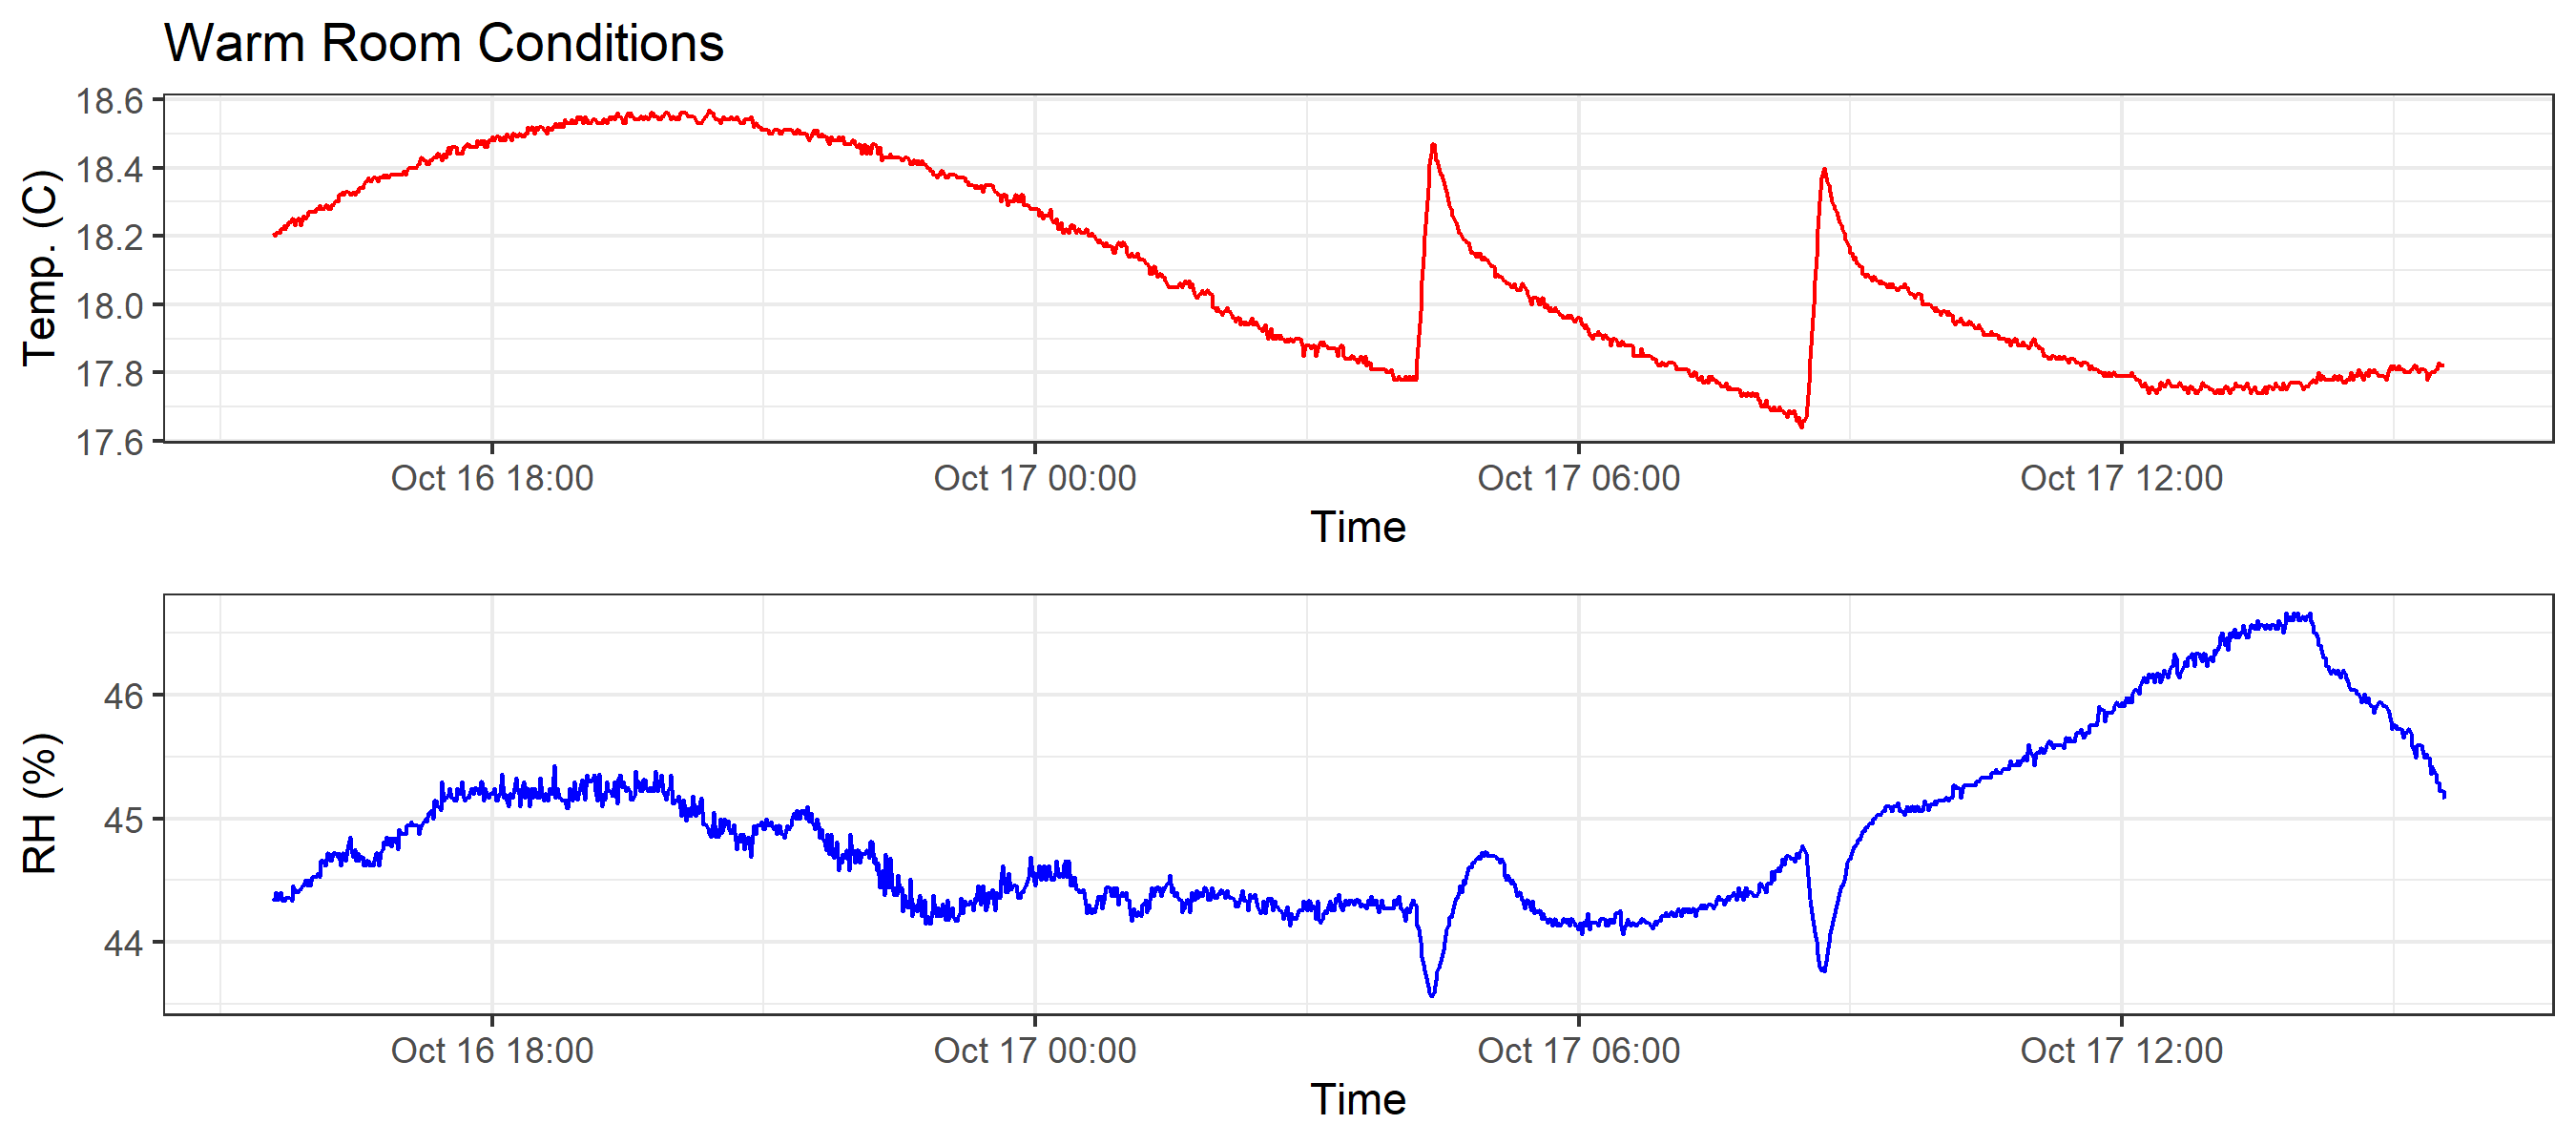 Warm Room Conditions
Temp. (C)
18.6
18.4
18.2
18.0
17.8
17.6
Oct 16 18:00 Oct 17 00:00 Oct 17 06:00 Oct 17 12:00
Time
RH (%)
46
45
44
Oct 16 18:00 Oct 17 00:00 Oct 17 06:00 Oct 17 12:00
Time